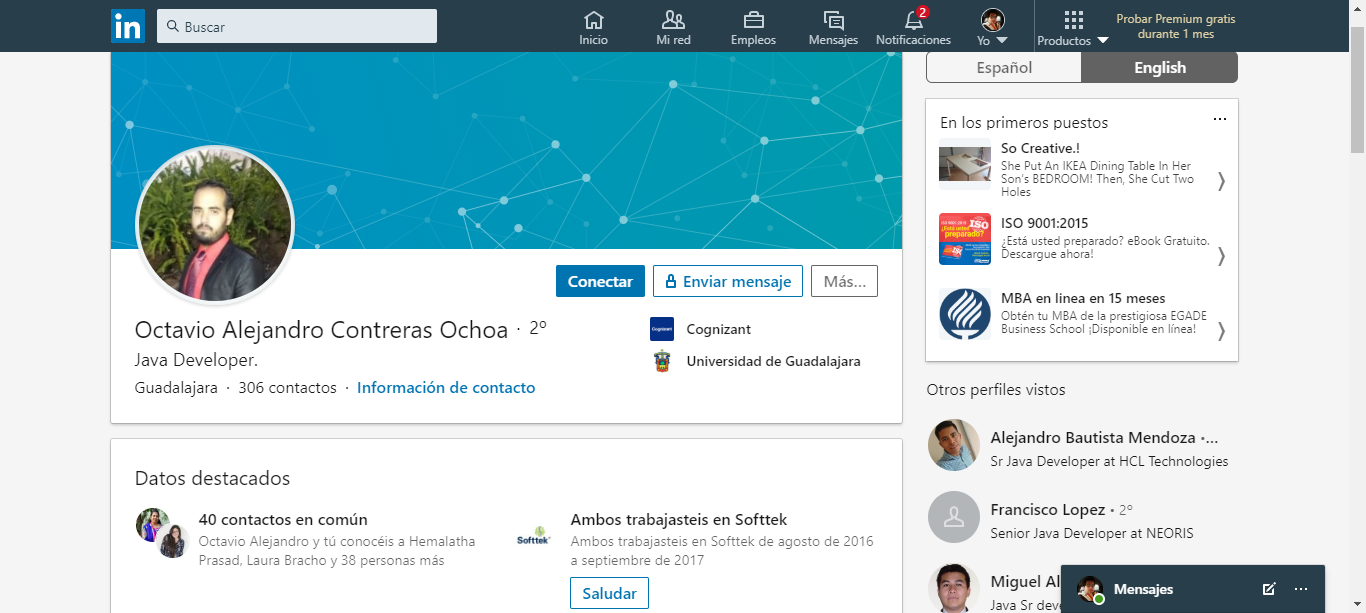 in
Buscar
Inicio
Mi red
Empleos
Mensajes
2
Notificaciones
Yo
Productos
Probar Premium gratis
durante 1 mes
Español
English
En los primeros puestos
So Creative.!
She Put An IKEA Dining Table In Her
Son's BEDROOM! Then, She Cut Two
Holes
ISO 9001:2015
¿Está usted preparado? eBook Gratuito.
Descargue ahora!
MBA en linea en 15 meses
Obtén tu MBA de la prestigiosa EGADE
Business School ¡Disponible en línea!
Conectar
Enviar mensaje
Más...
Octavio Alejandro Contreras Ochoa · 2º
Java Developer.
Guadalajara · 306 contactos · Información de contacto
Cognizant
Cognizant
Universidad de Guadalajara
Otros perfiles vistos
Alejandro Bautista Mendoza •...
Sr Java Developer at HCL Technologies
Francisco Lopez • 2º
Senior Java Developer at NEORIS
Miguel Al
Java Sr deve
Datos destacados
40 contactos en común
Octavio Alejandro y tú conocéis a Hemalatha
Prasad, Laura Bracho y 38 personas más
Softtek
Ambos trabajasteis en Softtek
Ambos trabajasteis en Softtek de agosto de 2016
a septiembre de 2017
Saludar
Mensajes